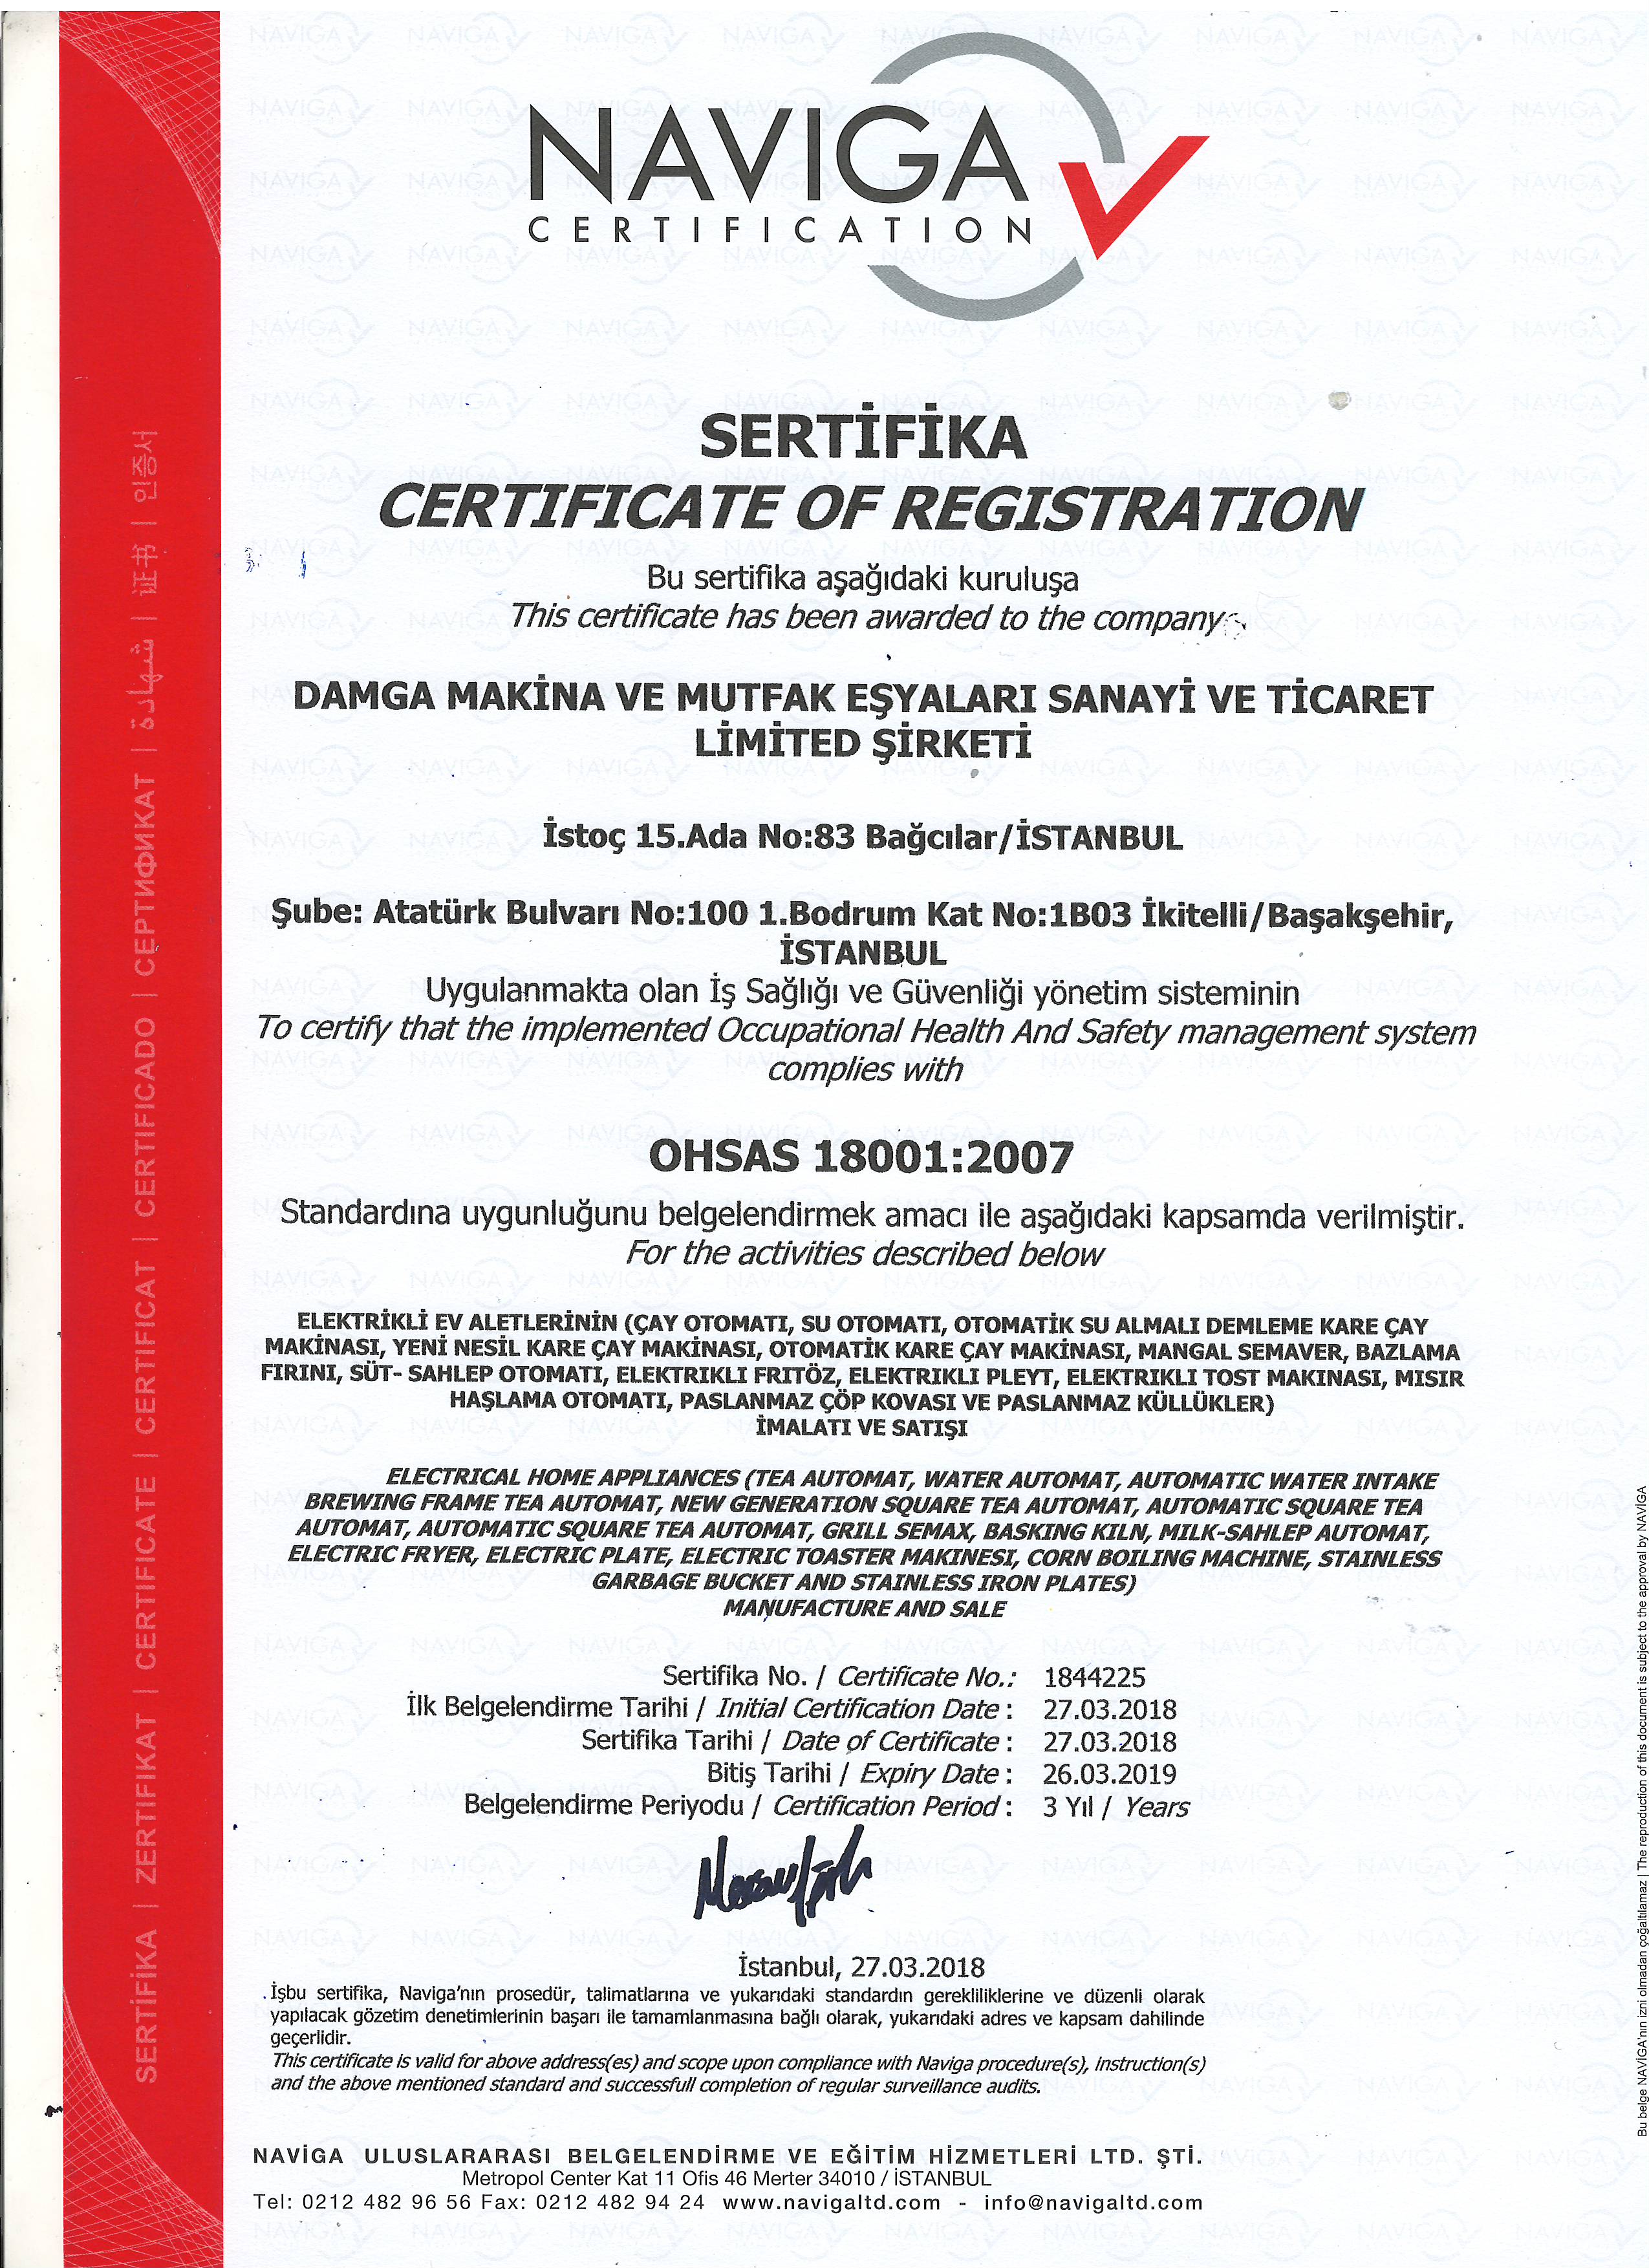 NAVIGA
CERTIFICATION
SERTİFİKA
CERTIFICATE OF REGISTRATION
Bu sertifika aşağıdaki kuruluşa
This certificate has been awarded to the company
DAMGA MAKİNA VE MUTFAK EŞYALARI SANAYİ VE TİCARET
LİMİTED ŞİRKETİ
İstoç 15.Ada No:83 Bağcılar/İSTANBUL
Şube: Atatürk Bulvarı No:100 1.Bodrum Kat No:1B03 İkitelli/Başakşehir,
İSTANBUL
Uygulanmakta olan İş Sağlığı ve Güvenliği yönetim sisteminin
To certify that the implemented Occupational Health And Safety management system
complies with
OHSAS 18001:2007
Standardına uygunluğunu belgelendirmek amacı ile aşağıdaki kapsamda verilmiştir.
For the activities described below
ELEKTRİKLİ EV ALETLERİNİN (ÇAY OTOMATI, SU OTOMATI, OTOMATİK SU ALMALI DEMLEME KARE ÇAY
MAKİNASI, YENİ NESİL KARE ÇAY MAKİNASI, OTOMATİK KARE ÇAY MAKİNASI, MANGAL SEMAVER, BAZLAMA
FIRINI, SÜT- SAHLEP OTOMATI, ELEKTRIKLI FRITÖZ, ELEKTRIKLI PLEYT, ELEKTRIKLI TOST MAKINASI, MISIR
HAŞLAMA OTOMATI, PASLANMAZ ÇÖP KOVASI VE PASLANMAZ KÜLLÜKLER)
İMALATI VE SATIŞI
ELECTRICAL HOME APPLIANCES (TEA AUTOMAT, WATER AUTOMAT, AUTOMATIC WATER INTAKE
BREWING FRAME TEA AUTOMAT, NEW GENERATION SQUARE TEA AUTOMAT, AUTOMATIC SQUARE TEA
AUTOMAT, AUTOMATIC SQUARE TEA AUTOMAT, GRILL SEMAX, BASKING KILN, MILK-SAHLEP AUTOMAT,
ELECTRIC FRYER, ELECTRIC PLATE, ELECTRIC TOASTER MAKINESI, CORN BOILING MACHINE, STAINLESS
GARBAGE BUCKET AND STAINLESS IRON PLATES)
MANUFACTURE AND SALE
Sertifika No. / Certificate No.: 1844225
İlk Belgelendirme Tarihi / Initial Certification Date : 27.03.2018
Sertifika Tarihi / Date of Certificate : 27.03.2018
Bitiş Tarihi / Expiry Date : 26.03.2019
Belgelendirme Periyodu / Certification Period : 3 Yıl / Years
İstanbul, 27.03.2018
İşbu sertifika, Naviga'nın prosedür, talimatlarına ve yukarıdaki standardın gerekliliklerine ve düzenli olarak
yapılacak gözetim denetimlerinin başarı ile tamamlanmasına bağlı olarak, yukarıdaki adres ve kapsam dahilinde
geçerlidir.
This certificate is valid for above address(es) and scope upon compliance with Naviga procedure(s), instruction(s)
and the above mentioned standard and successfull completion of regular surveillance audits.
NAVİGA ULUSLARARASI BELGELENDİRME VE EĞİTİM HİZMETLERİ LTD. ŞTİ.
Metropol Center Kat 11 Ofis 46 Merter 34010 / İSTANBUL
Tel: 0212 482 96 56 Fax: 0212 482 94 24 www.navigaltd.com - info@navigaltd.com
SERTİFİKA | ZERTIFIKAT | CERTIFICATE | CERTIFICAT | CERTIFICADO | СЕРТИФИКАТ | شهادة | 证书 | 인증서
Bu belge NAVİGA'nın izni olmadan çoğaltılamaz | The reproduction of this document is subject to the approval by NAVİGA